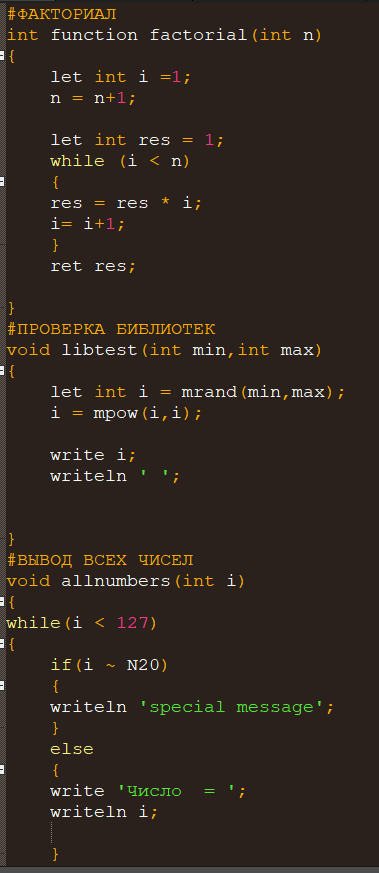 #ФАКТОРИАЛ
int function factorial(int n)
{
let int i =1;
n = n+1;
let int res = 1;
while (i < n)
{
res = res * i;
i= i+1;
}
ret res;
}
#ПРОВЕРКА БИБЛИОТЕК
void libtest(int min,int max)
{
let int i = mrand(min,max);
i = mpow(i,i);
write i;
writeln ' ';
}
#ВЫВОД ВСЕХ ЧИСЕЛ
void allnumbers(int i)
{
while(i < 127)
{
if(i ~ N20)
{
writeln 'special message';
}
else
{
write 'Число  = ';
writeln i;
}